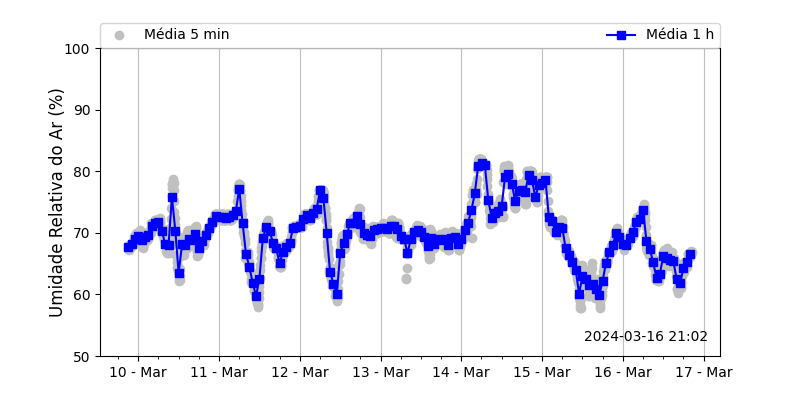 Média 5 min
Média 1 h
Umidade Relativa do Ar (%)
100
90
80
70
60
50
2024-03-16 21:02
10 - Mar
11 - Mar
12 - Mar
13 - Mar
14 - Mar
15 - Mar
16 - Mar
17 - Mar